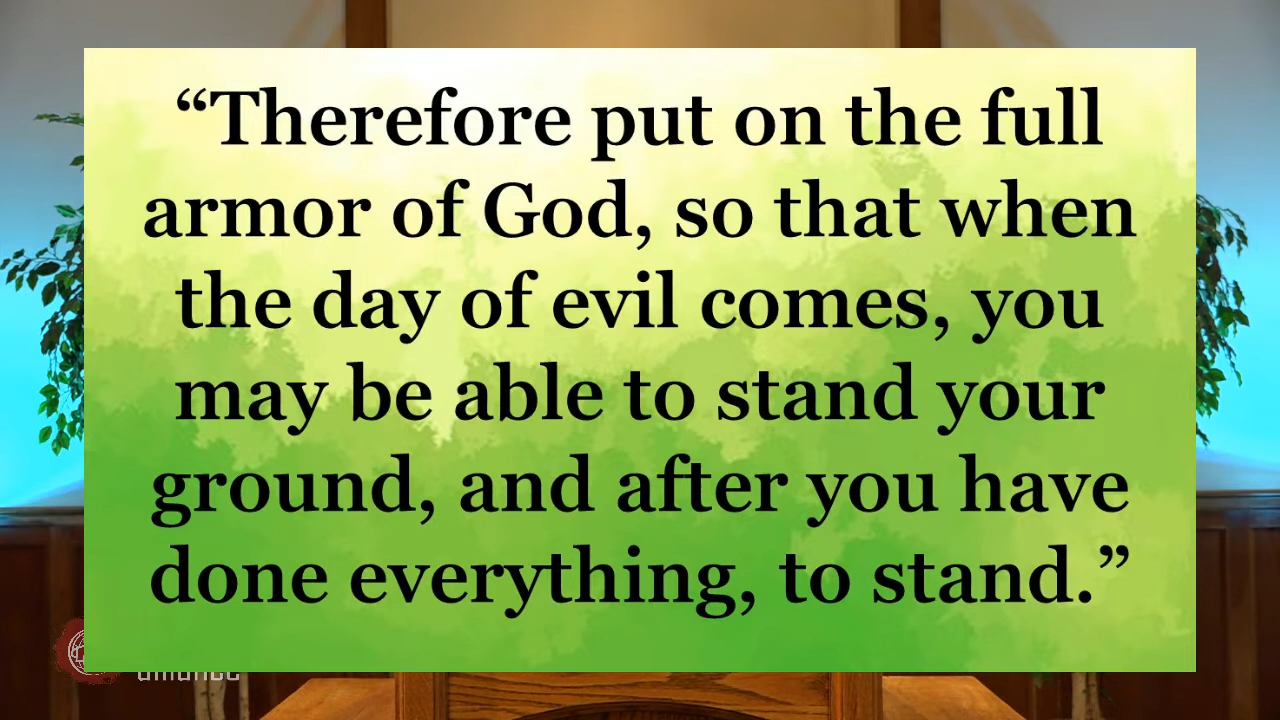 “Therefore put on the full
armor of God, so that when
the day of evil comes, you
may be able to stand your
ground, and after you have
done everything, to stand.”